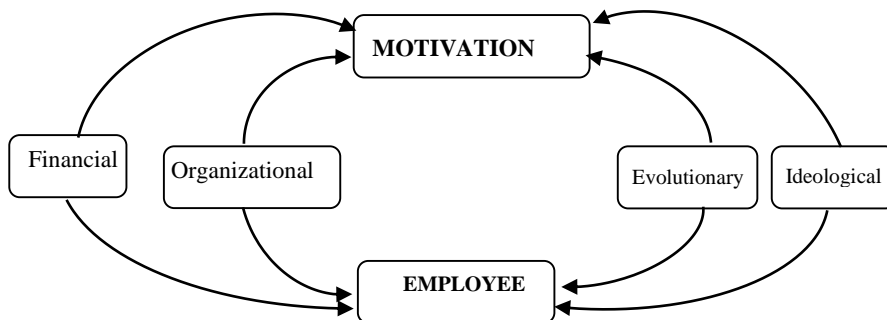 MOTIVATION
Financial
Organizational
Evolutionary
Ideological
EMPLOYEE